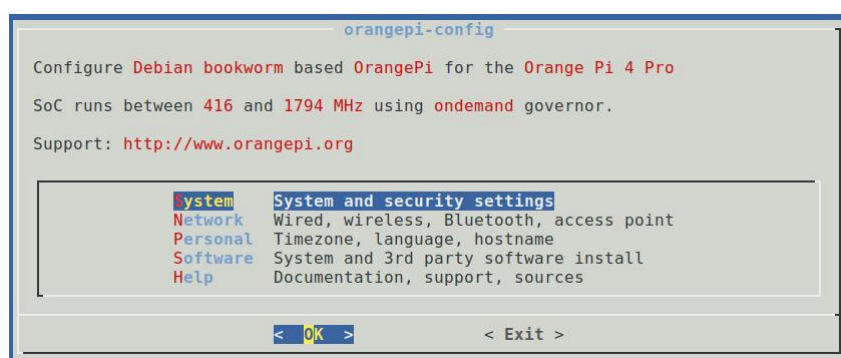 orangepi-config
Configure Debian bookworm based OrangePi for the Orange Pi 4 Pro
SoC runs between 416 and 1794 MHz using ondemand governor.
Support: http://www.orangepi.org
System System and security settings
Network Wired, wireless, Bluetooth, access point
Personal Timezone, language, hostname
Software System and 3rd party software install
Help Documentation, support, sources
< OK > < Exit >